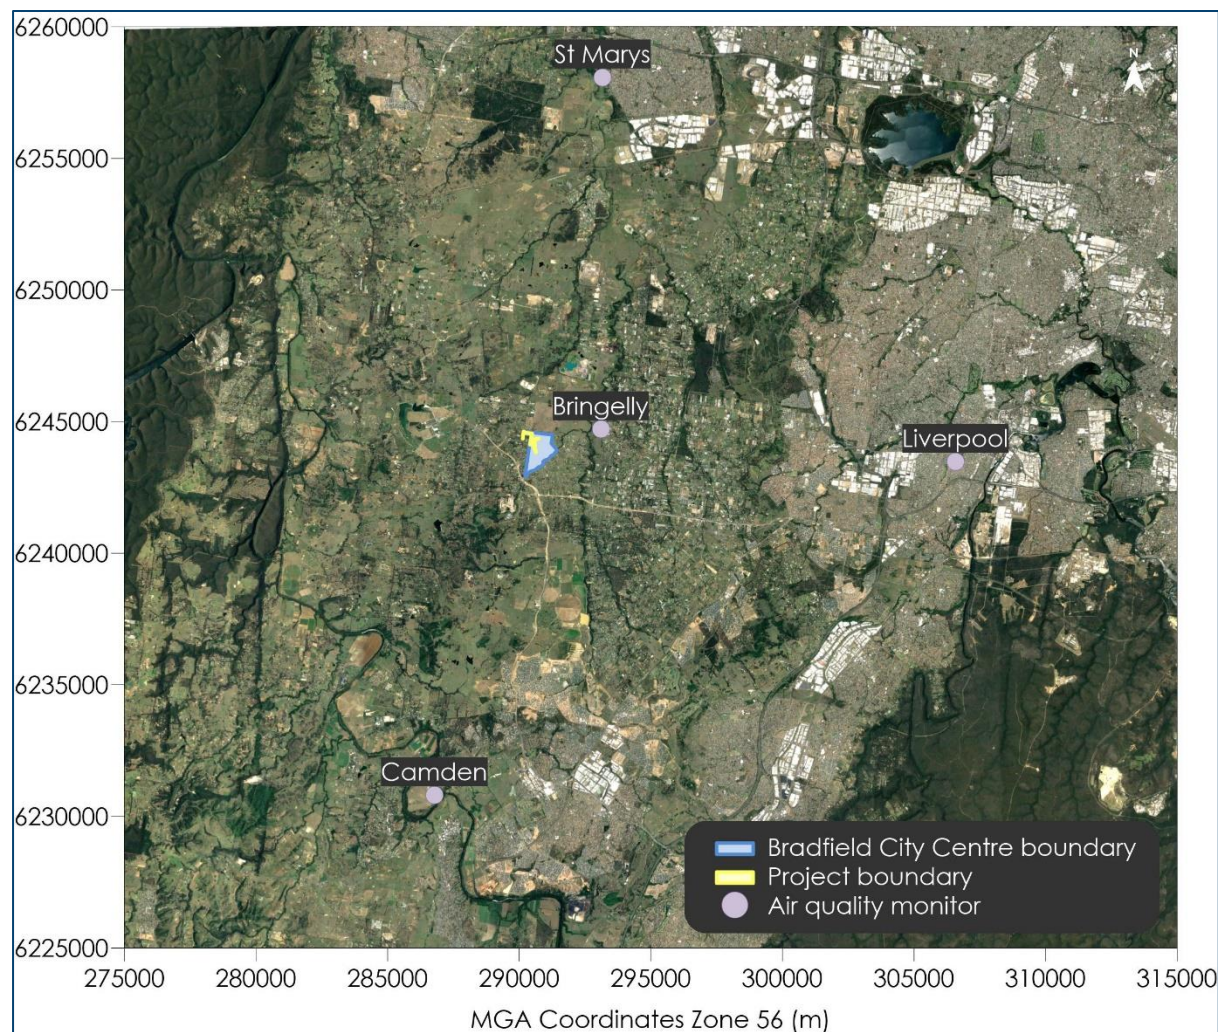 6260000
St Marys
N
6255000
6250000
Bringelly
6245000
Liverpool
6240000
6235000
Camden
6230000
Bradfield City Centre boundary
Project boundary
Air quality monitor
6225000
275000 280000 285000 290000 295000 300000 305000 310000 315000
MGA Coordinates Zone 56 (m)